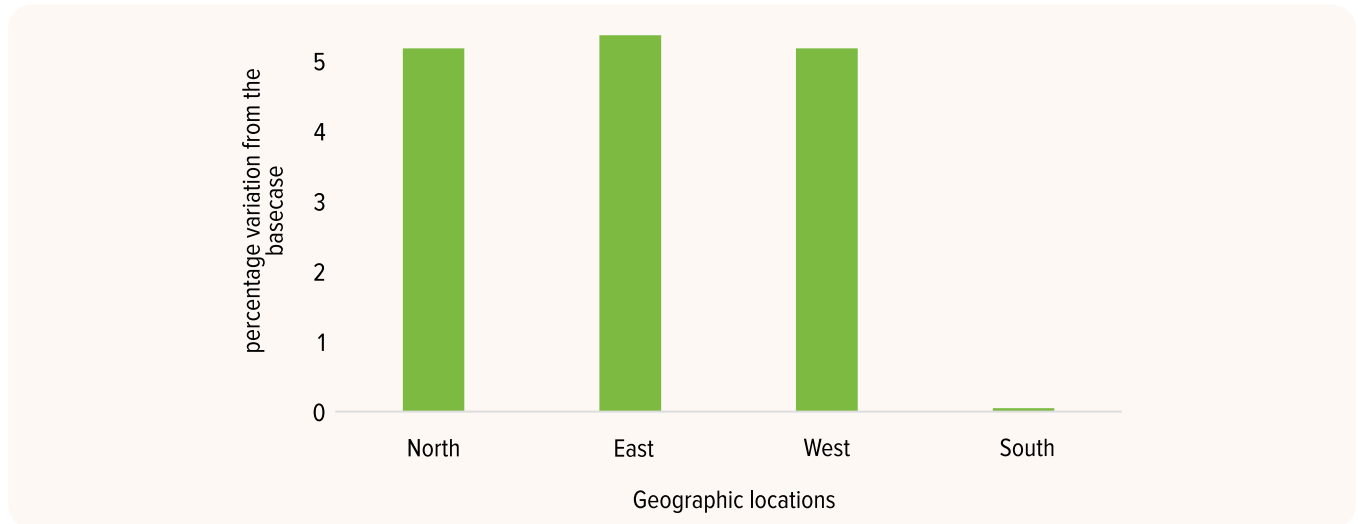 percentage variation from the
basecase
5
4
3
2
1
0
North East West South
Geographic locations